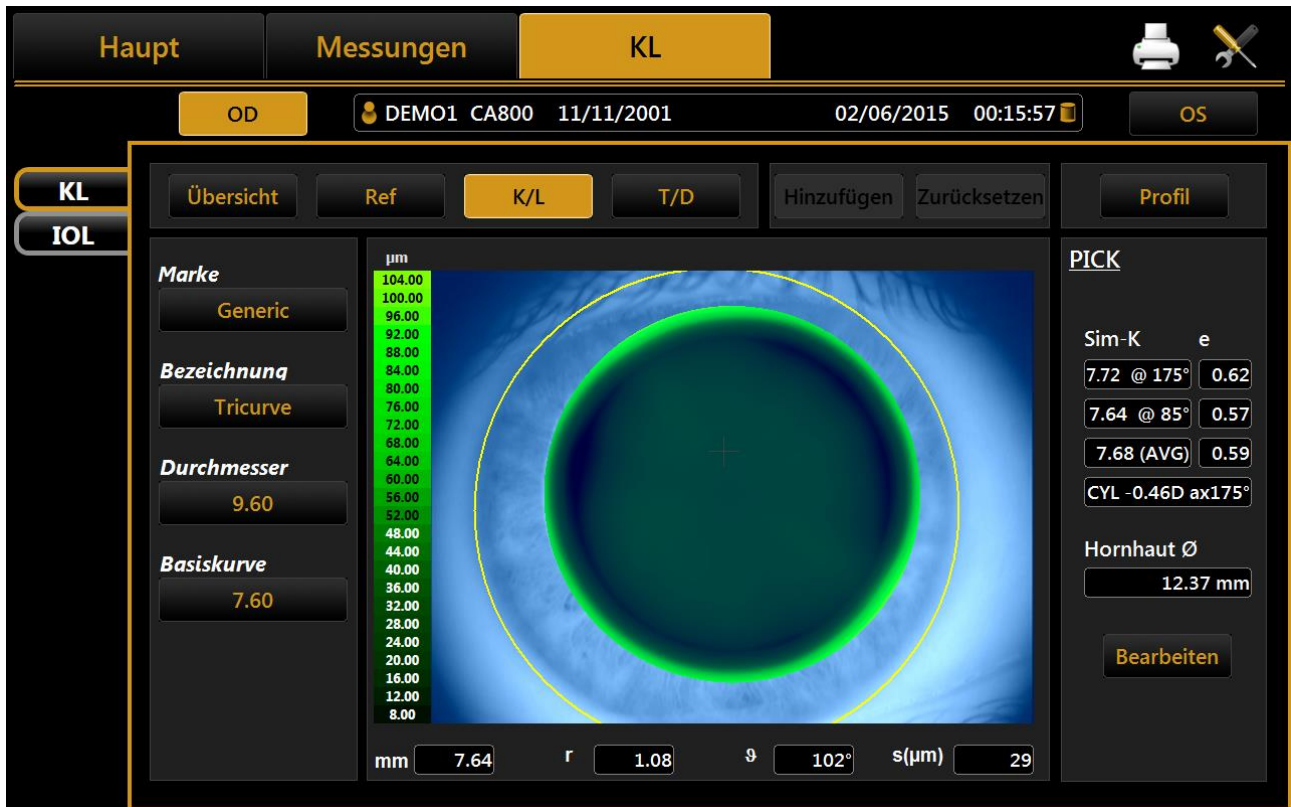 Haupt Messungen KL
OD DEMO1 CA800 11/11/2001 02/06/2015 00:15:57 OS
KL
IOL
Übersicht Ref K/L T/D Hinzufügen Zurücksetzen Profil
Marke
Generic
Bezeichnung
Tricurve
Durchmesser
9.60
Basiskurve
7.60
µm
104.00
100.00
96.00
92.00
88.00
84.00
80.00
76.00
72.00
68.00
64.00
60.00
56.00
52.00
48.00
44.00
40.00
36.00
32.00
28.00
24.00
20.00
16.00
12.00
8.00
mm 7.64 r 1.08 ϑ 102° s(µm) 29
PICK
Sim-K e
7.72 @ 175° 0.62
7.64 @ 85° 0.57
7.68 (AVG) 0.59
CYL -0.46D ax175°
Hornhaut Ø
12.37 mm
Bearbeiten